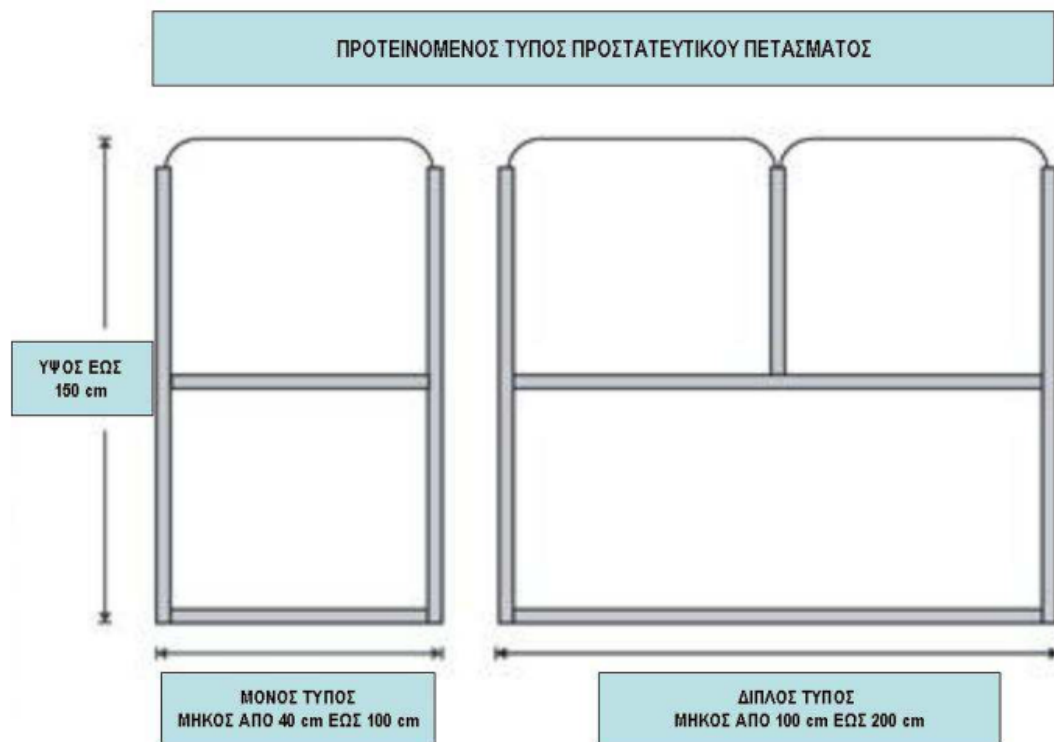 ΠΡΟΤΕΙΝΟΜΕΝΟΣ ΤΥΠΟΣ ΠΡΟΣΤΑΤΕΥΤΙΚΟΥ ΠΕΤΑΣΜΑΤΟΣ
ΥΨΟΣ ΕΩΣ
150 cm
ΜΟΝΟΣ ΤΥΠΟΣ
ΜΗΚΟΣ ΑΠΟ 40 cm ΕΩΣ 100 cm
ΔΙΠΛΟΣ ΤΥΠΟΣ
ΜΗΚΟΣ ΑΠΟ 100 cm ΕΩΣ 200 cm